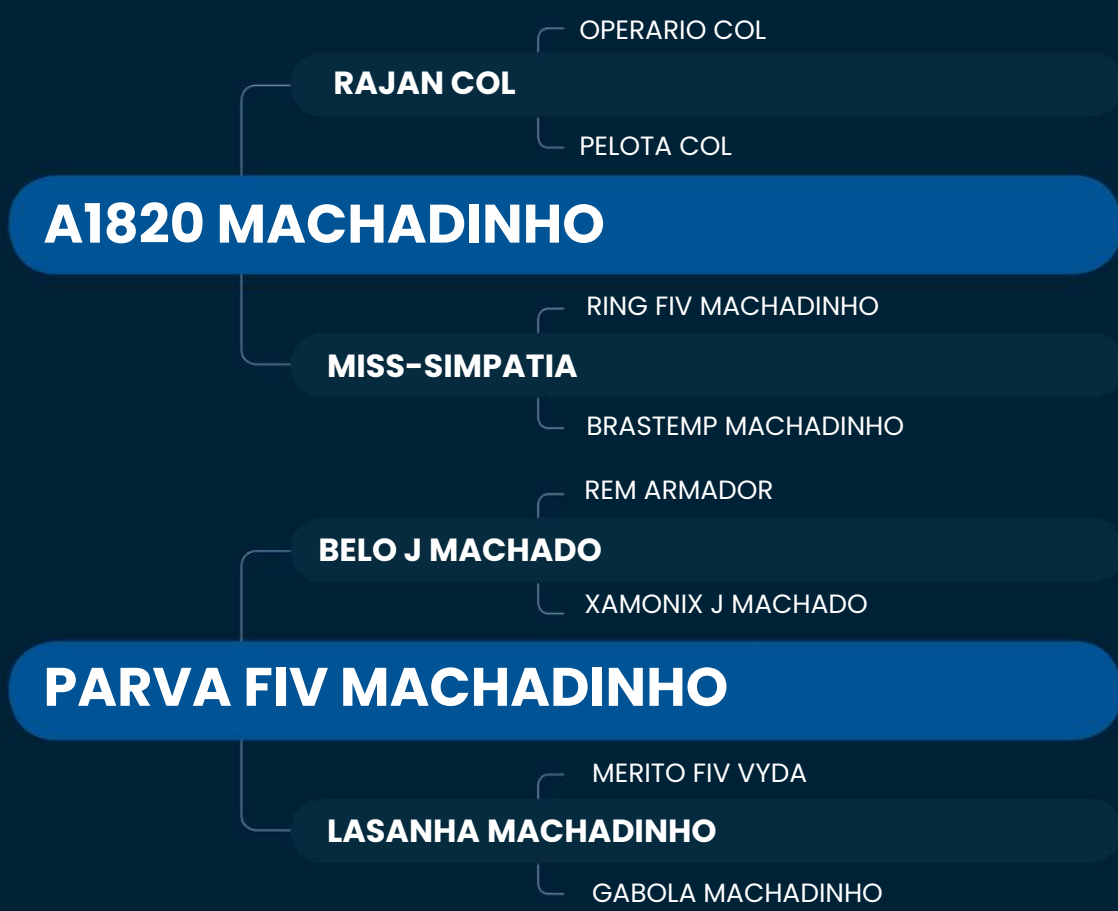 OPERARIO COL
RAJAN COL
PELOTA COL
A1820 MACHADINHO
RING FIV MACHADINHO
MISS-SIMPATIA
BRASTEMP MACHADINHO
REM ARMADOR
BELO J MACHADO
XAMONIX J MACHADO
PARVA FIV MACHADINHO
MERITO FIV VYDA
LASANHA MACHADINHO
GABOLA MACHADINHO